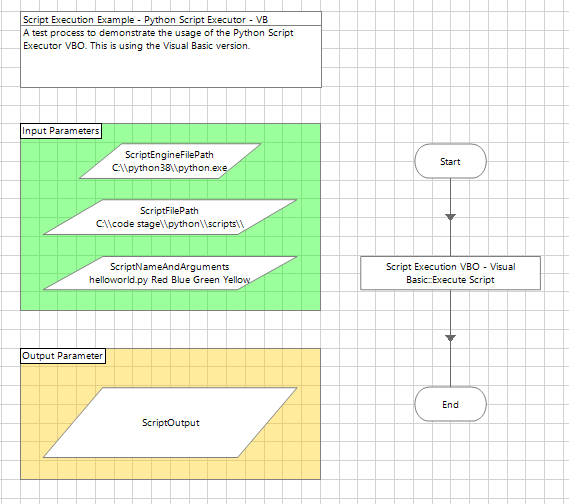 Script Execution Example - Python Script Executor - VB
A test process to demonstrate the usage of the Python Script
Executor VBO. This is using the Visual Basic version.
Input Parameters
ScriptEngineFilePath
C:\\python38\\python.exe
ScriptFilePath
C:\\code stage\\python\\scripts\\
ScriptNameAndArguments
helloworld.py Red Blue Green Yellow
Output Parameter
ScriptOutput
Start
Script Execution VBO - Visual
Basic::Execute Script
End